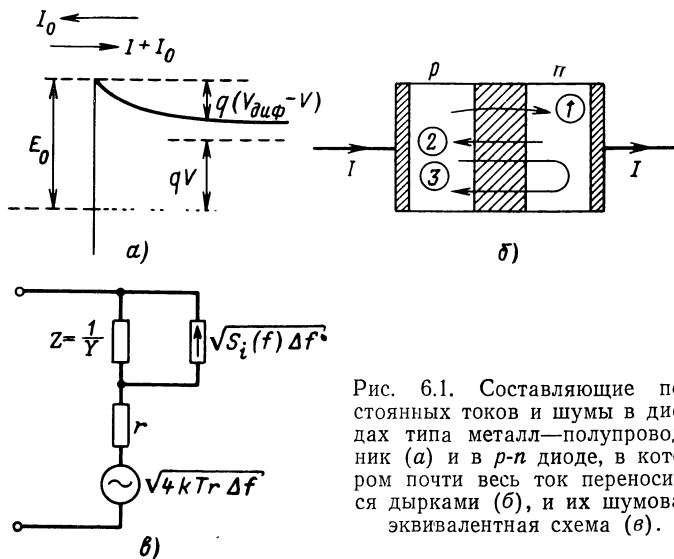 I₀
I + I₀
q(V_диф − V)
E₀
qV
а)
p n
1
2
3
I I
б)
Z = 1/Y
√S_i(f) Δf
r
√4kTr Δf
в)
Рис. 6.1. Составляющие по
стоянных токов и шумы в дио
дах типа металл—полупровод
ник (а) и в p-n диоде, в кото
ром почти весь ток переносит
ся дырками (б), и их шумова
эквивалентная схема (в).